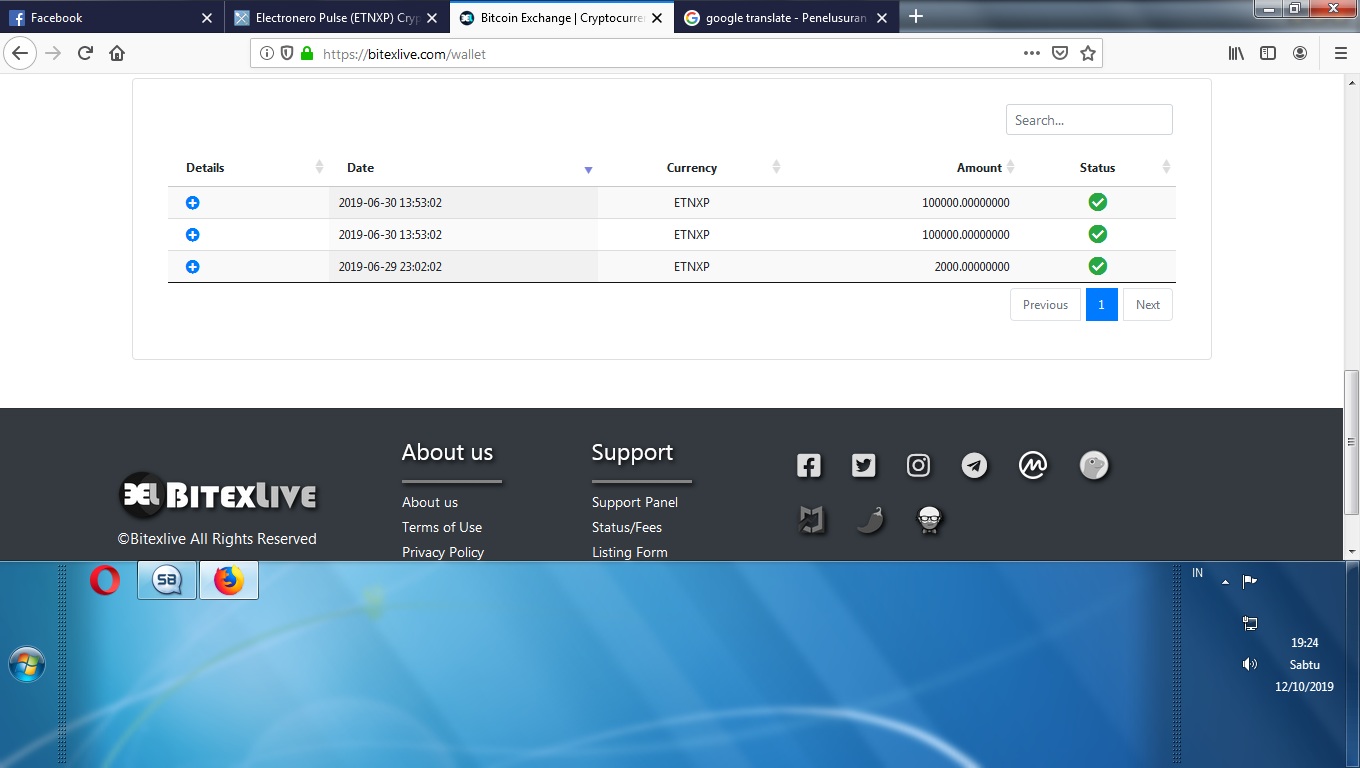 Facebook
Electronero Pulse (ETNXP) Cryp
Bitcoin Exchange | Cryptocurre
google translate - Penelusuran
https://bitexlive.com/wallet
Search...
Details Date Currency Amount Status
2019-06-30 13:53:02 ETNXP 100000.00000000
2019-06-30 13:53:02 ETNXP 100000.00000000
2019-06-29 23:02:02 ETNXP 2000.00000000
Previous 1 Next
BITEXLIVE
©Bitexlive All Rights Reserved
About us
About us
Terms of Use
Privacy Policy
Support
Support Panel
Status/Fees
Listing Form
IN
19:24
Sabtu
12/10/2019